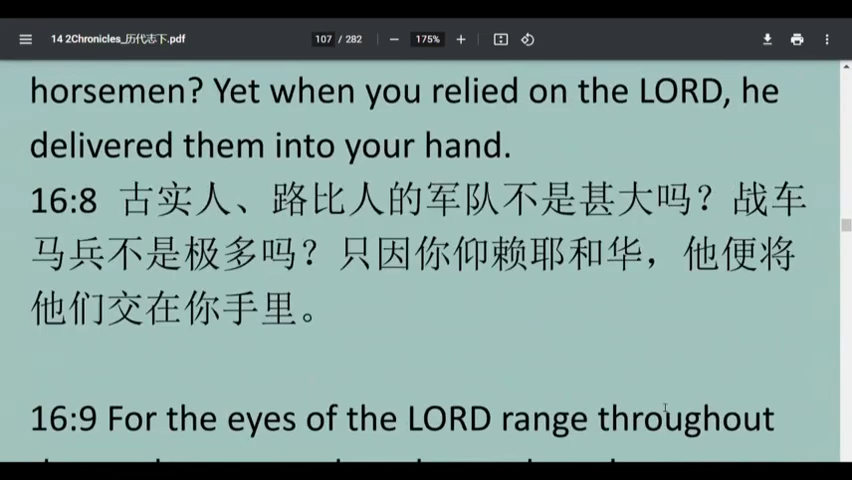 14 2Chronicles_历代志下.pdf
107 / 282
175%
horsemen? Yet when you relied on the LORD, he
delivered them into your hand.
16:8 古实人、路比人的军队不是甚大吗？战车
马兵不是极多吗？只因你仰赖耶和华，他便将
他们交在你手里。
16:9 For the eyes of the LORD range throughout